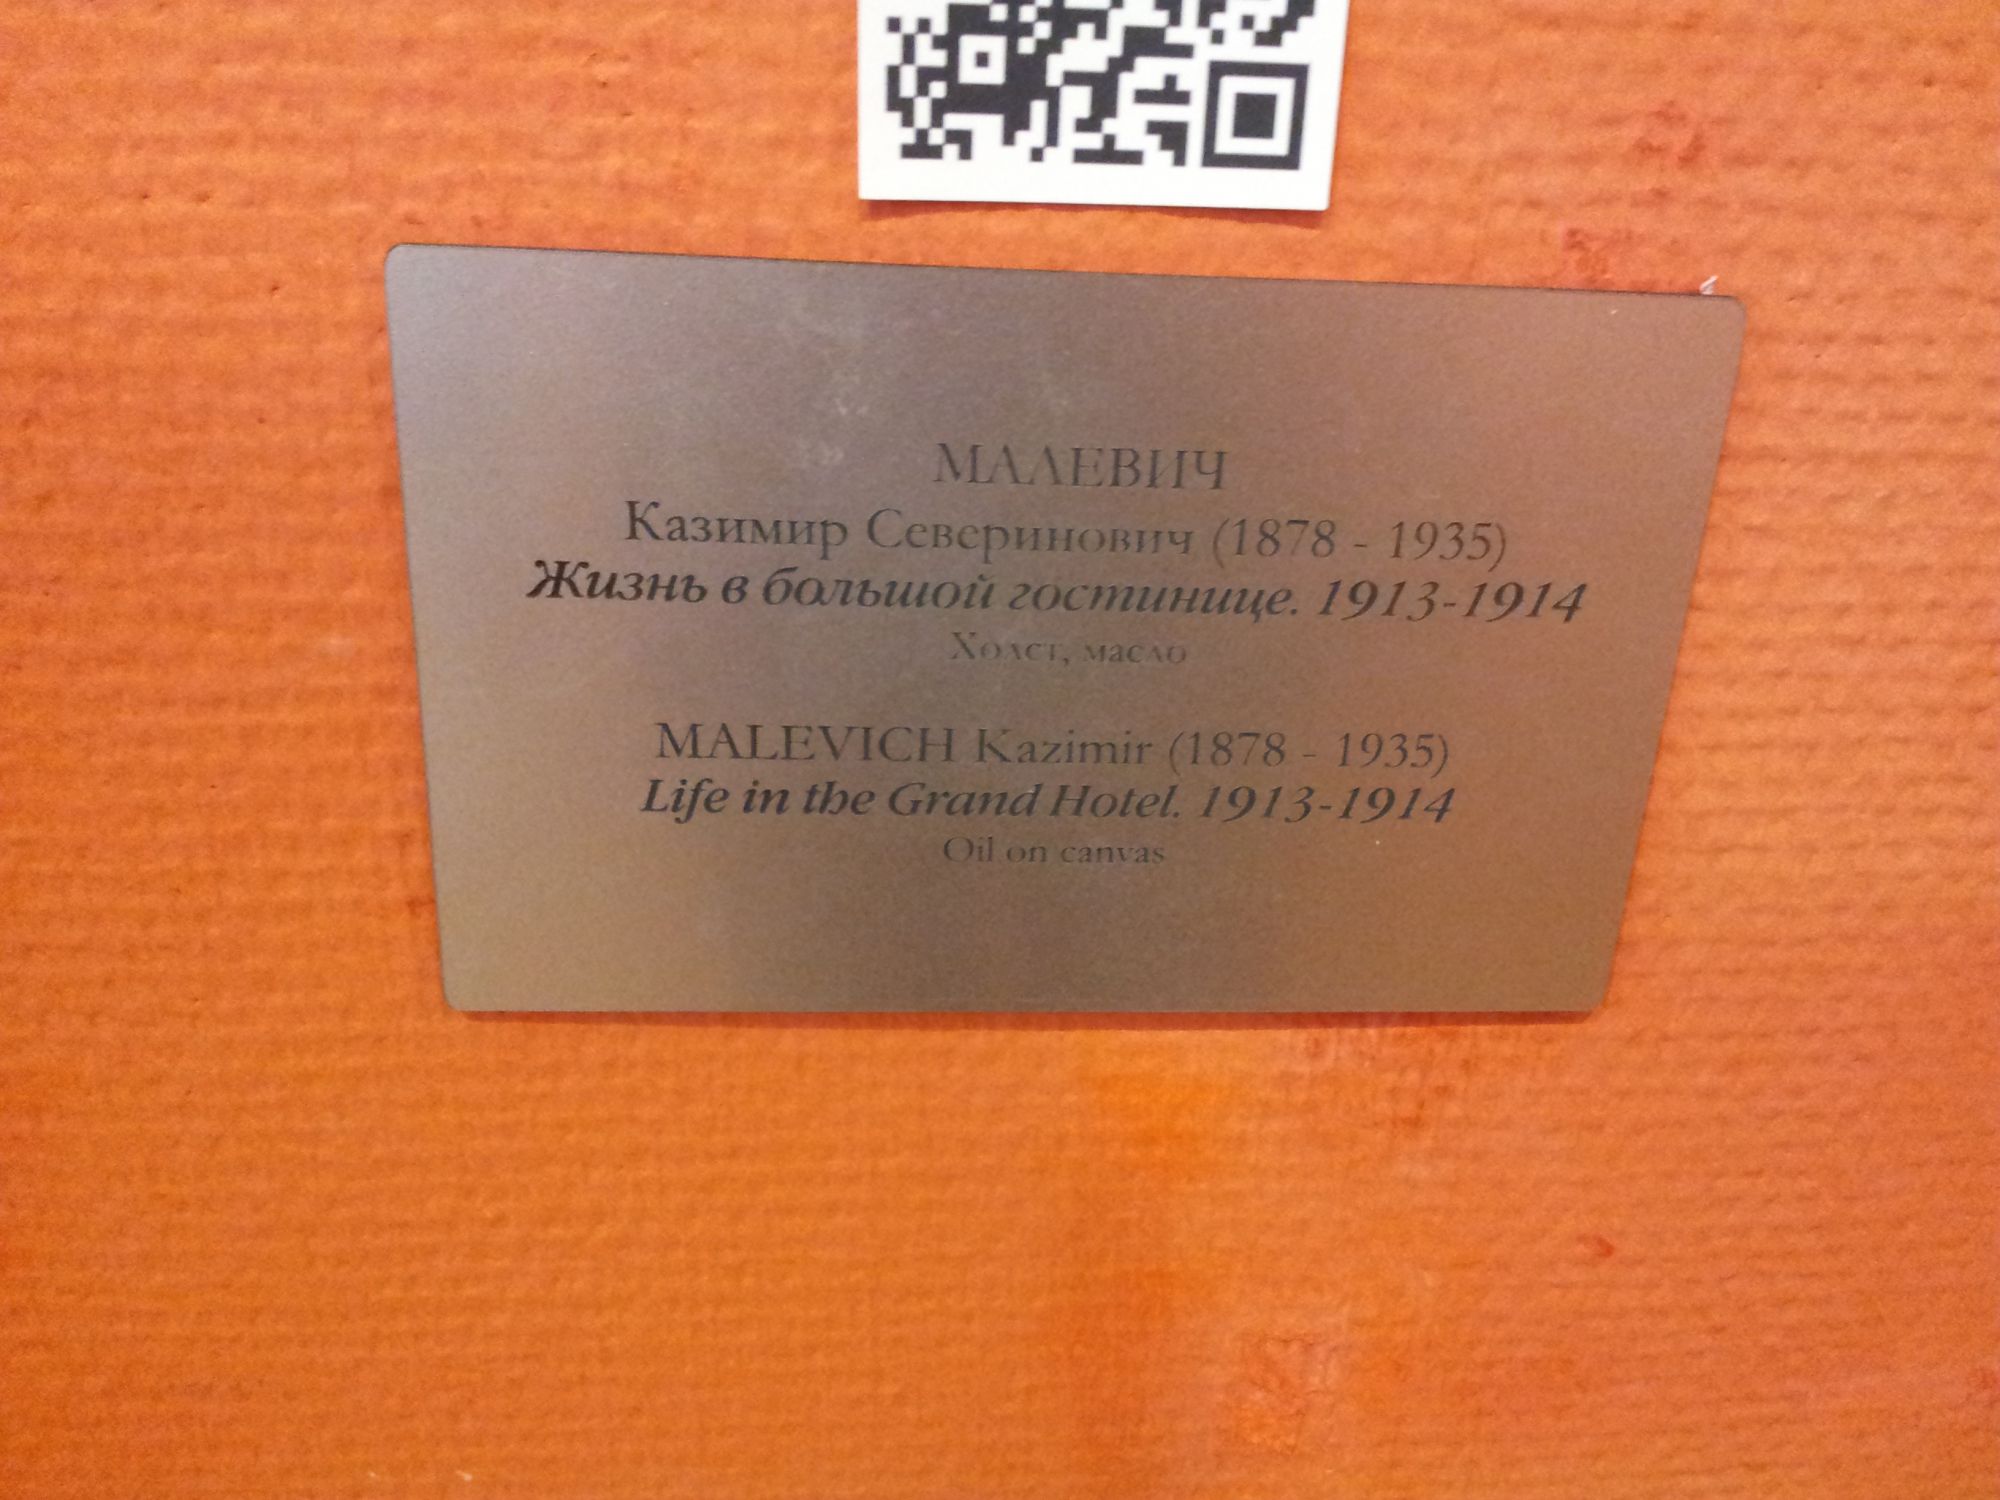 МАЛЕВИЧ
Казимир Северинович (1878 - 1935)
Жизнь в большой гостинице. 1913-1914
Холст, масло
MALEVICH Kazimir (1878 - 1935)
Life in the Grand Hotel. 1913-1914
Oil on canvas